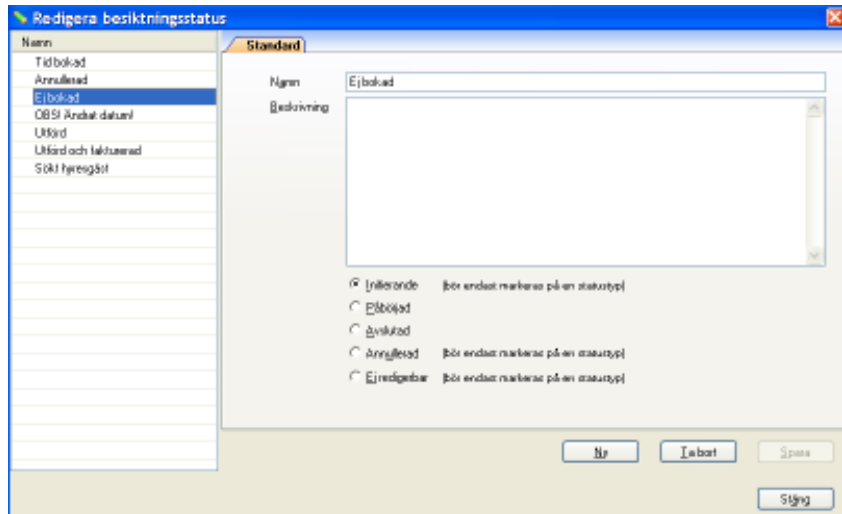 Redigera besiktningsstatus
Namn
Tid bokad
Annullerad
Ej bokad
OBS! Ändrat datum!
Utförd
Utförd och fakturerad
Sökt hyresgäst
Standard
Namn
Ej bokad
Beskrivning
Initierande (bör endast markeras på en statustyp)
Påbörjad
Avslutad
Annullerad (bör endast markeras på en statustyp)
Ej redigerbar (bör endast markeras på en statustyp)
Ny
Ta bort
Spara
Stäng